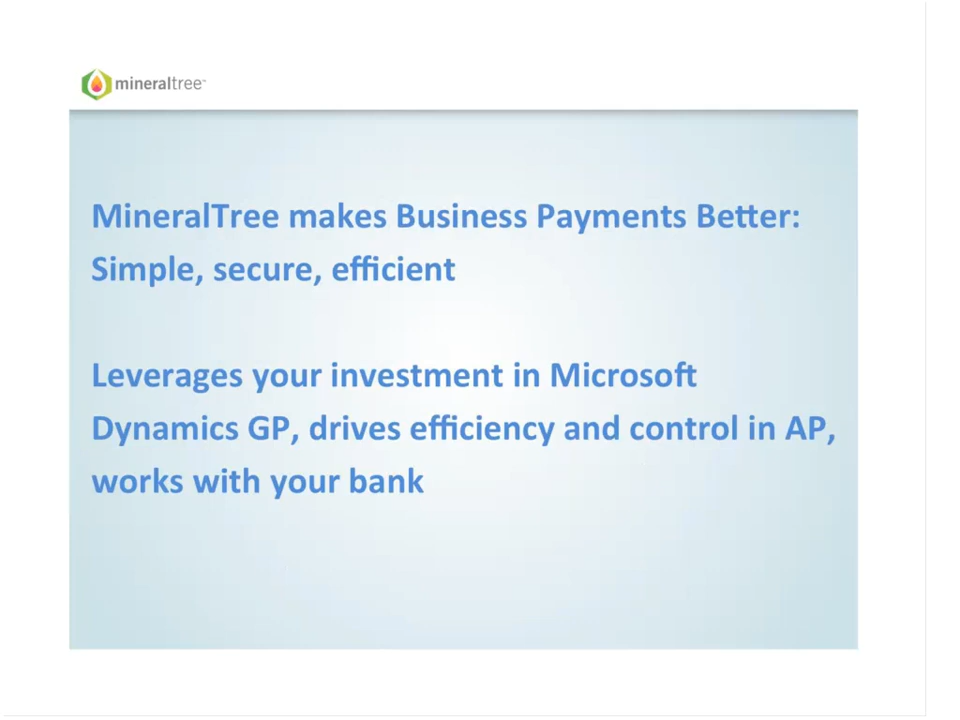 mineraltree™
MineralTree makes Business Payments Better:
Simple, secure, efficient
Leverages your investment in Microsoft
Dynamics GP, drives efficiency and control in AP,
works with your bank